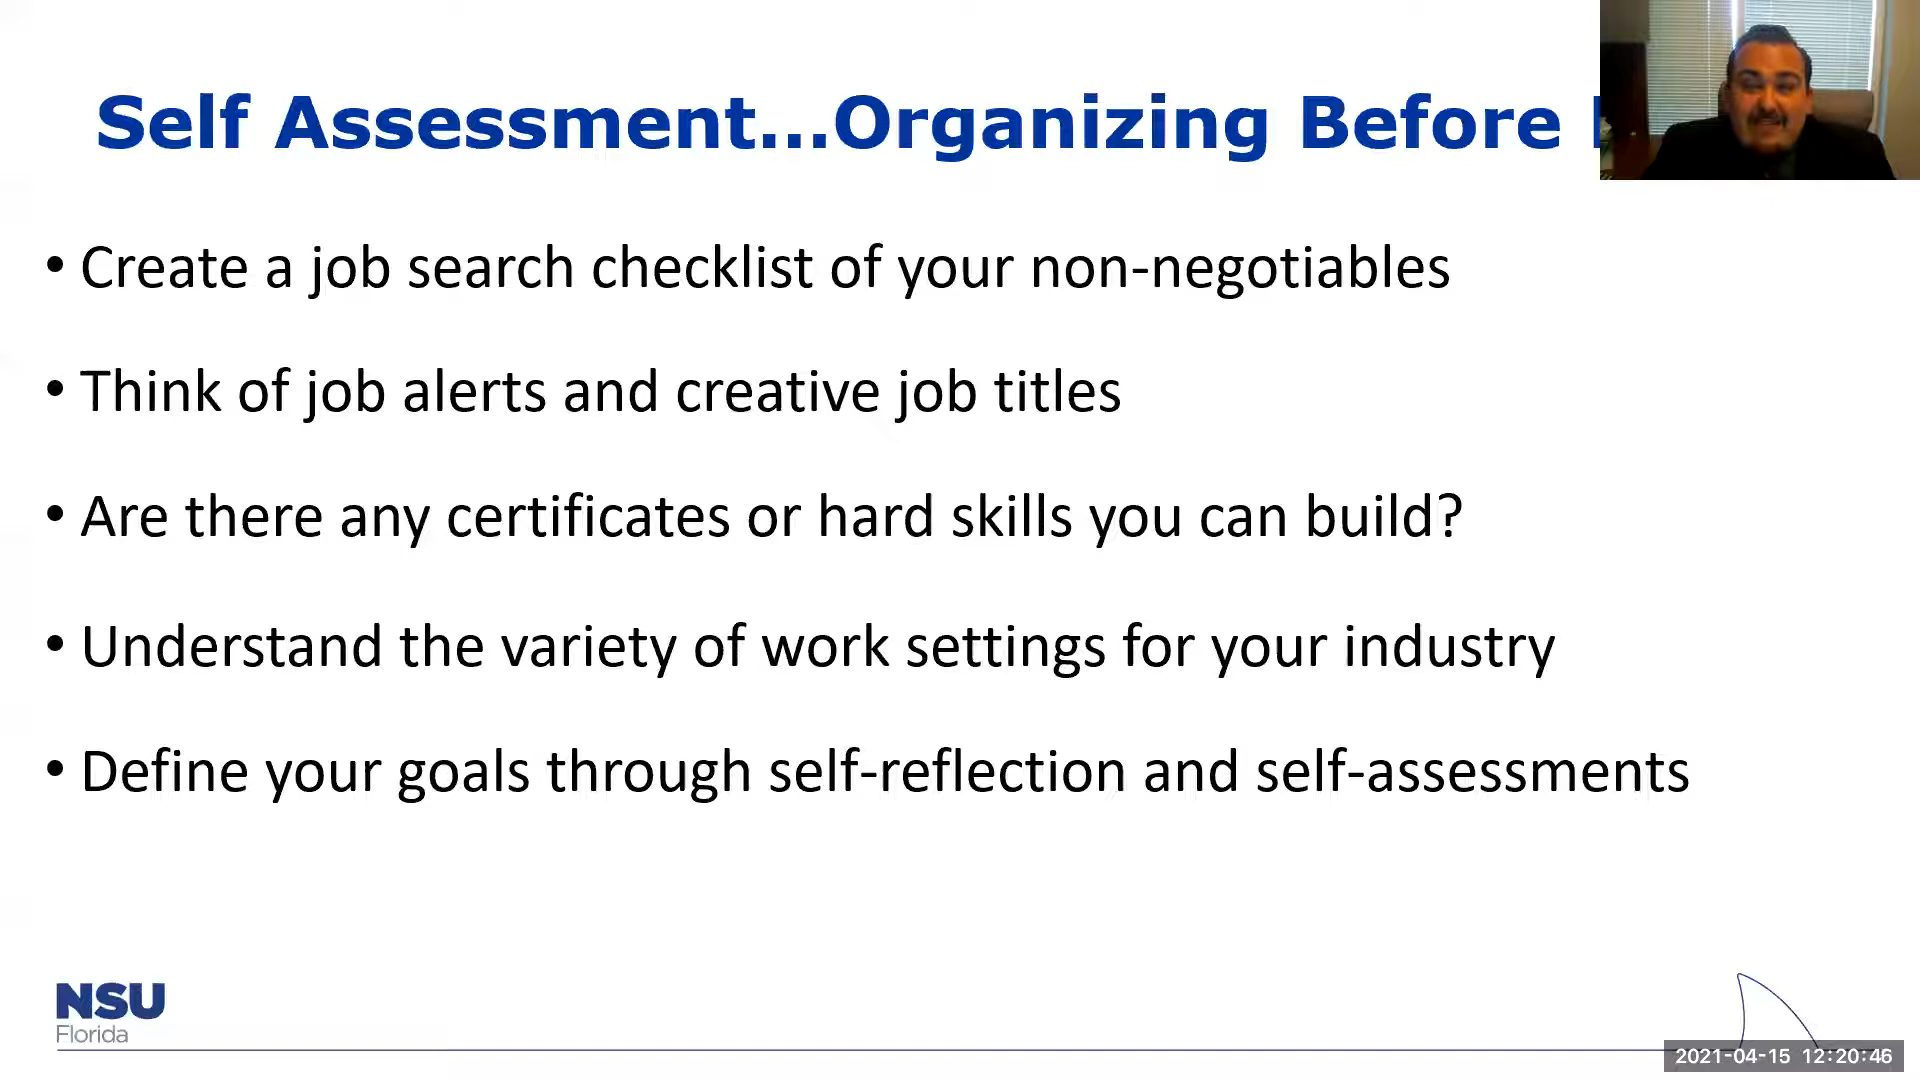 Self Assessment...Organizing Before
• Create a job search checklist of your non-negotiables
• Think of job alerts and creative job titles
• Are there any certificates or hard skills you can build?
• Understand the variety of work settings for your industry
• Define your goals through self-reflection and self-assessments
NSU
Florida
2021-04-15 12:20:46